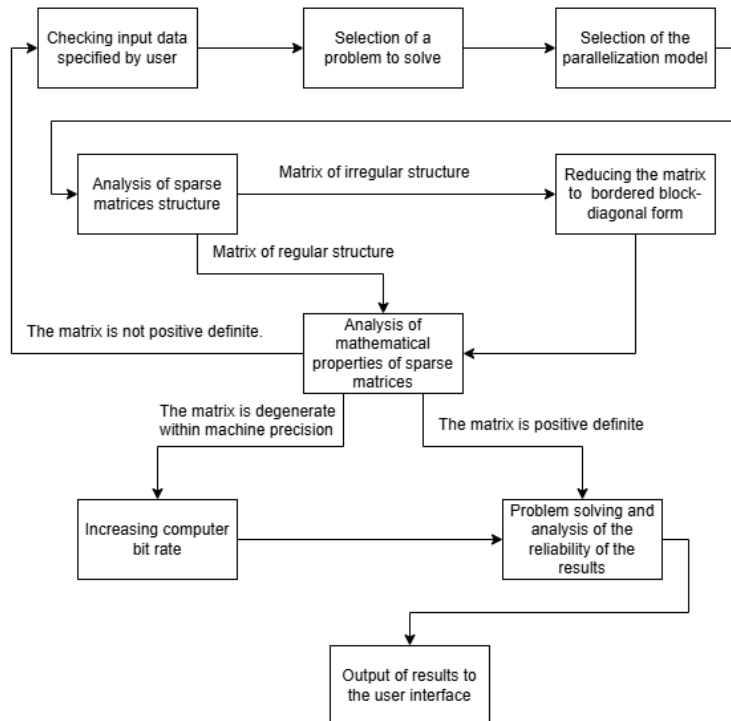 Checking input data
specified by user
Selection of a
problem to solve
Selection of the
parallelization model
Analysis of sparse
matrices structure
Matrix of irregular structure
Reducing the matrix
to bordered block-
diagonal form
Matrix of regular structure
The matrix is not positive definite.
Analysis of
mathematical
properties of sparse
matrices
The matrix is degenerate
within machine precision
The matrix is positive definite
Increasing computer
bit rate
Problem solving and
analysis of the
reliability of the
results
Output of results to
the user interface